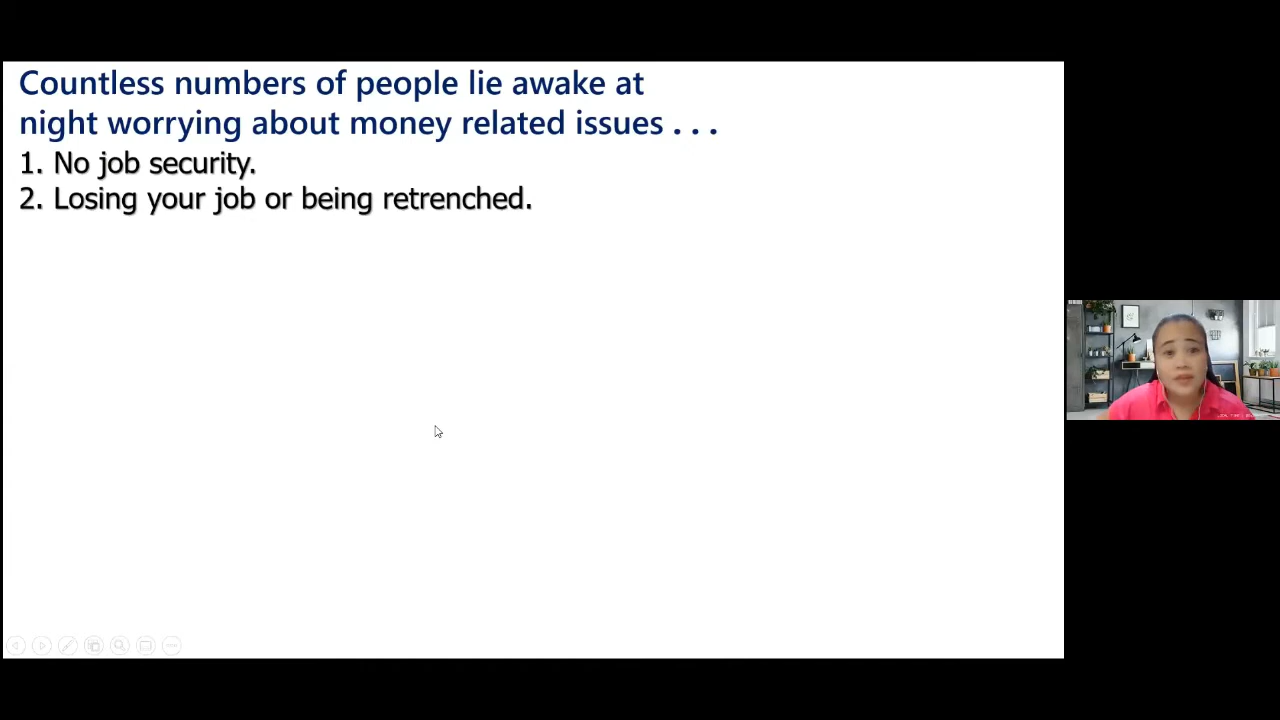 Countless numbers of people lie awake at
night worrying about money related issues . . .
1. No job security.
2. Losing your job or being retrenched.